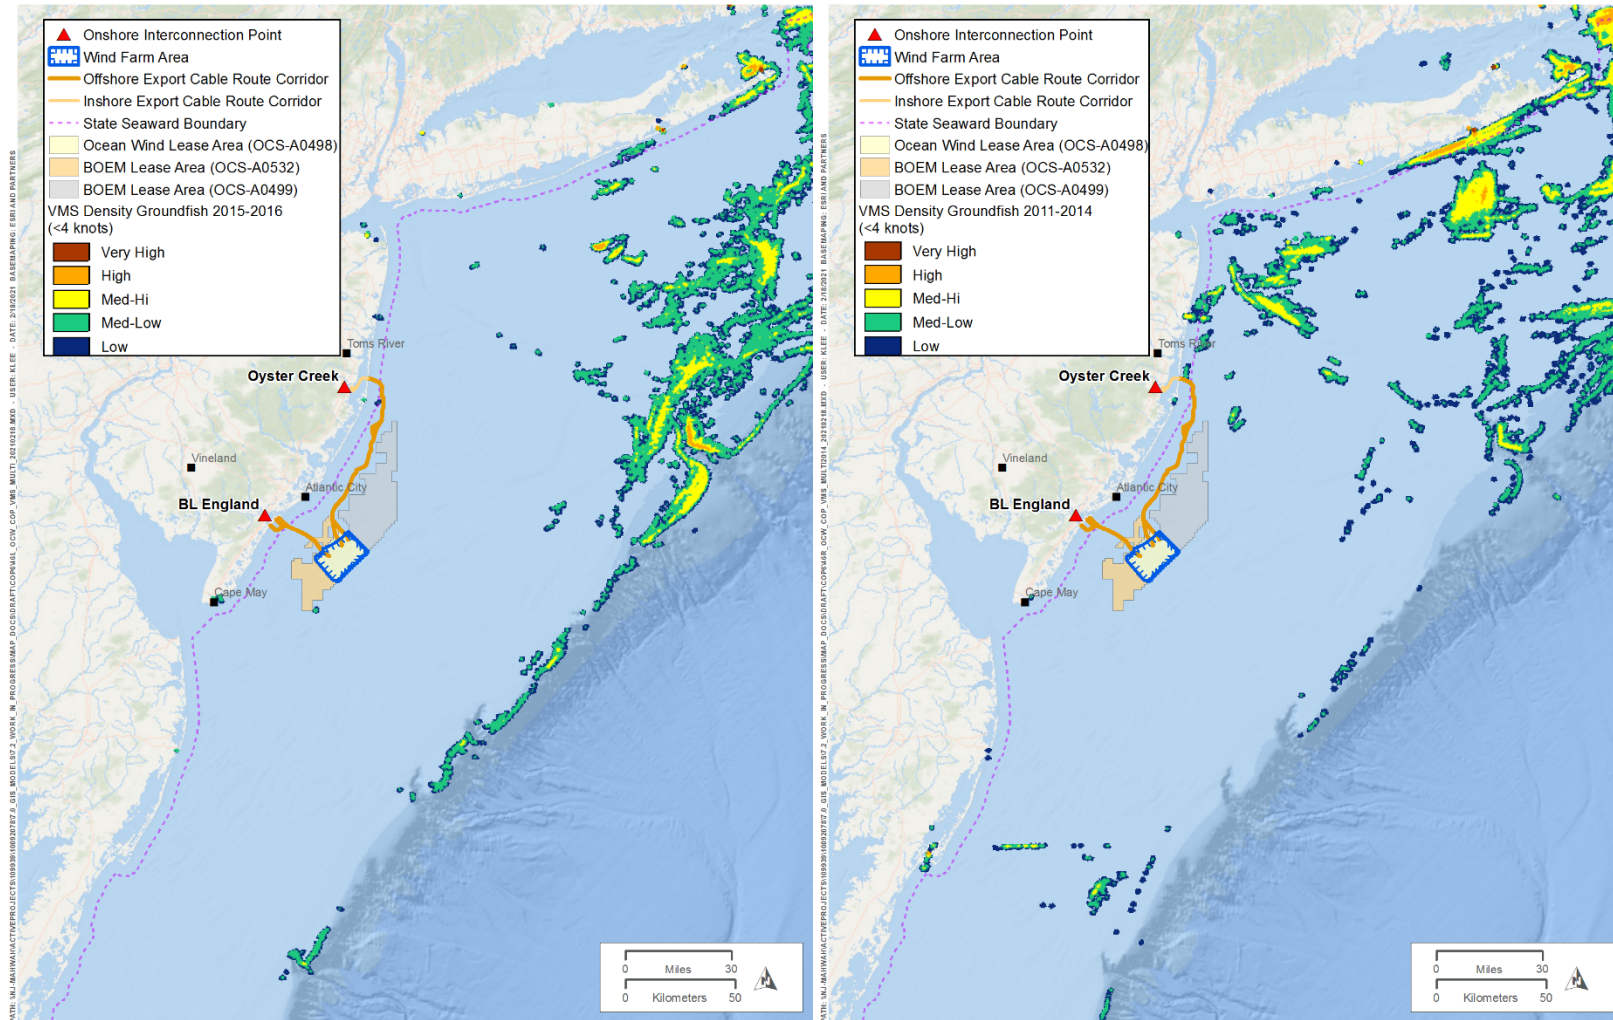 Onshore Interconnection Point
Wind Farm Area
Offshore Export Cable Route Corridor
Inshore Export Cable Route Corridor
State Seaward Boundary
Ocean Wind Lease Area (OCS-A0498)
BOEM Lease Area (OCS-A0532)
BOEM Lease Area (OCS-A0499)
VMS Density Groundfish 2015-2016
(<4 knots)
Very High
High
Med-Hi
Med-Low
Low
Toms River
Oyster Creek
Vineland
Atlantic City
BL England
Cape May
0 Miles 30
0 Kilometers 50
N
Onshore Interconnection Point
Wind Farm Area
Offshore Export Cable Route Corridor
Inshore Export Cable Route Corridor
State Seaward Boundary
Ocean Wind Lease Area (OCS-A0498)
BOEM Lease Area (OCS-A0532)
BOEM Lease Area (OCS-A0499)
VMS Density Groundfish 2011-2014
(<4 knots)
Very High
High
Med-Hi
Med-Low
Low
Toms River
Oyster Creek
Vineland
Atlantic City
BL England
Cape May
0 Miles 30
0 Kilometers 50
N